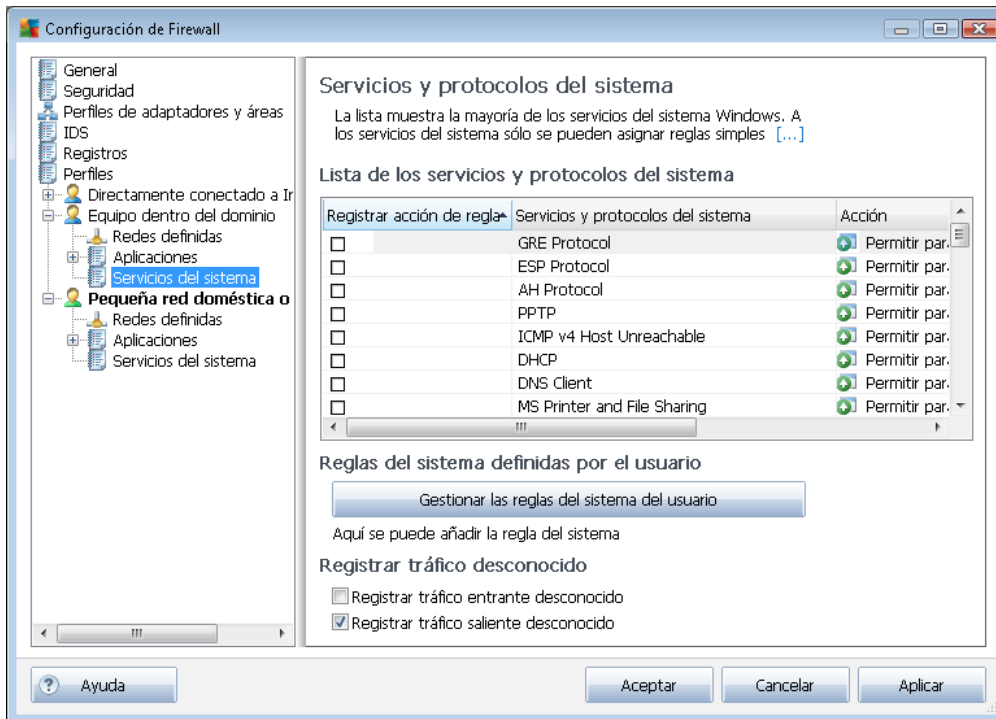 Configuración de Firewall
General
Seguridad
Perfiles de adaptadores y áreas
IDS
Registros
Perfiles
Directamente conectado a Ir
Equipo dentro del dominio
Redes definidas
Aplicaciones
Servicios del sistema
Pequeña red doméstica o
Redes definidas
Aplicaciones
Servicios del sistema
Servicios y protocolos del sistema
La lista muestra la mayoría de los servicios del sistema Windows. A
los servicios del sistema sólo se pueden asignar reglas simples [...]
Lista de los servicios y protocolos del sistema
Registrar acción de regla Servicios y protocolos del sistema Acción
GRE Protocol Permitir par
ESP Protocol Permitir par
AH Protocol Permitir par
PPTP Permitir par
ICMP v4 Host Unreachable Permitir par
DHCP Permitir par
DNS Client Permitir par
MS Printer and File Sharing Permitir par
Reglas del sistema definidas por el usuario
Gestionar las reglas del sistema del usuario
Aquí se puede añadir la regla del sistema
Registrar tráfico desconocido
Registrar tráfico entrante desconocido
Registrar tráfico saliente desconocido
? Ayuda Aceptar Cancelar Aplicar